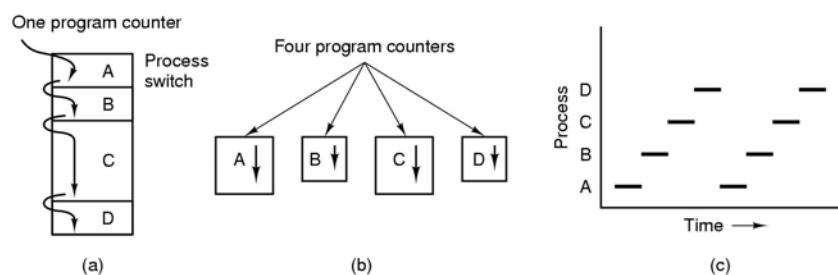 One program counter
Process
switch
A
B
C
D
(a)
Four program counters
A
B
C
D
(b)
Process
D
C
B
A
Time
(c)